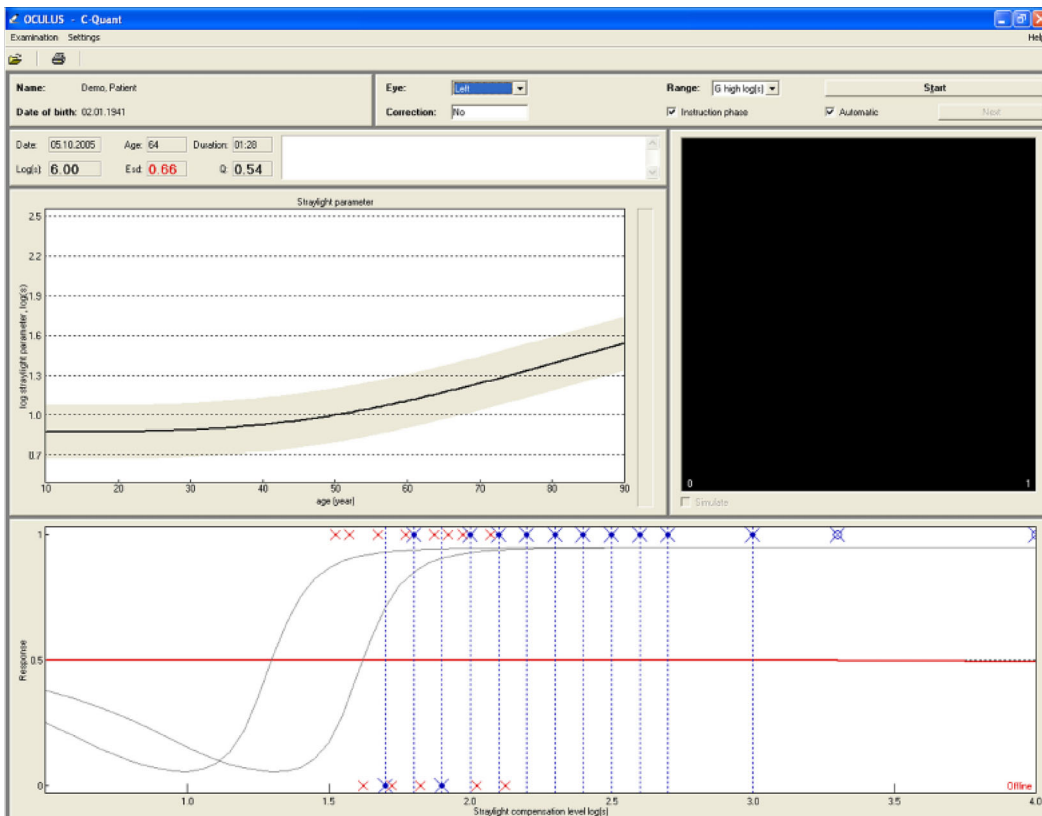 OCULUS - C-Quant
Examination Settings Help
Name: Demo, Patient
Date of birth: 02.01.1941
Eye: Left
Correction: No
Range: G high log(s) Start
Instruction phase Automatic Next
Date: 05.10.2005 Age: 64 Duration: 01:28
Log(s) 6.00 Esd: 0.66 Q: 0.54
Straylight parameter
log straylight parameter, log(s)
2.5
2.2
1.9
1.6
1.3
1.0
0.7
10 20 30 40 50 60 70 80 90
age [year]
0 1
Simulate
Response
1
0.5
0
Offline
1.0 1.5 2.0 2.5 3.0 3.5 4.0
Straylight compensation level log(s)